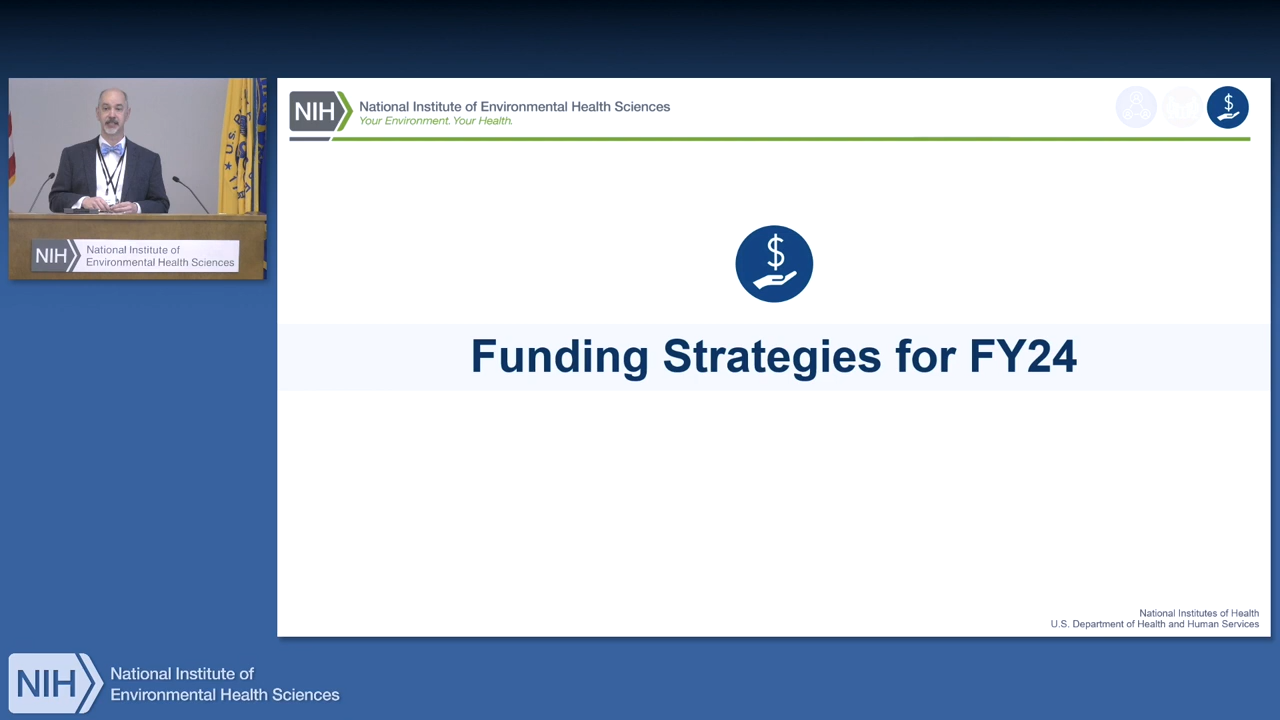 NIH
National Institute of Environmental Health Sciences
Your Environment. Your Health.
$
U.S.
NIH
National Institute of
Environmental Health Sciences
$
Funding Strategies for FY24
National Institutes of Health
U.S. Department of Health and Human Services
NIH
National Institute of
Environmental Health Sciences